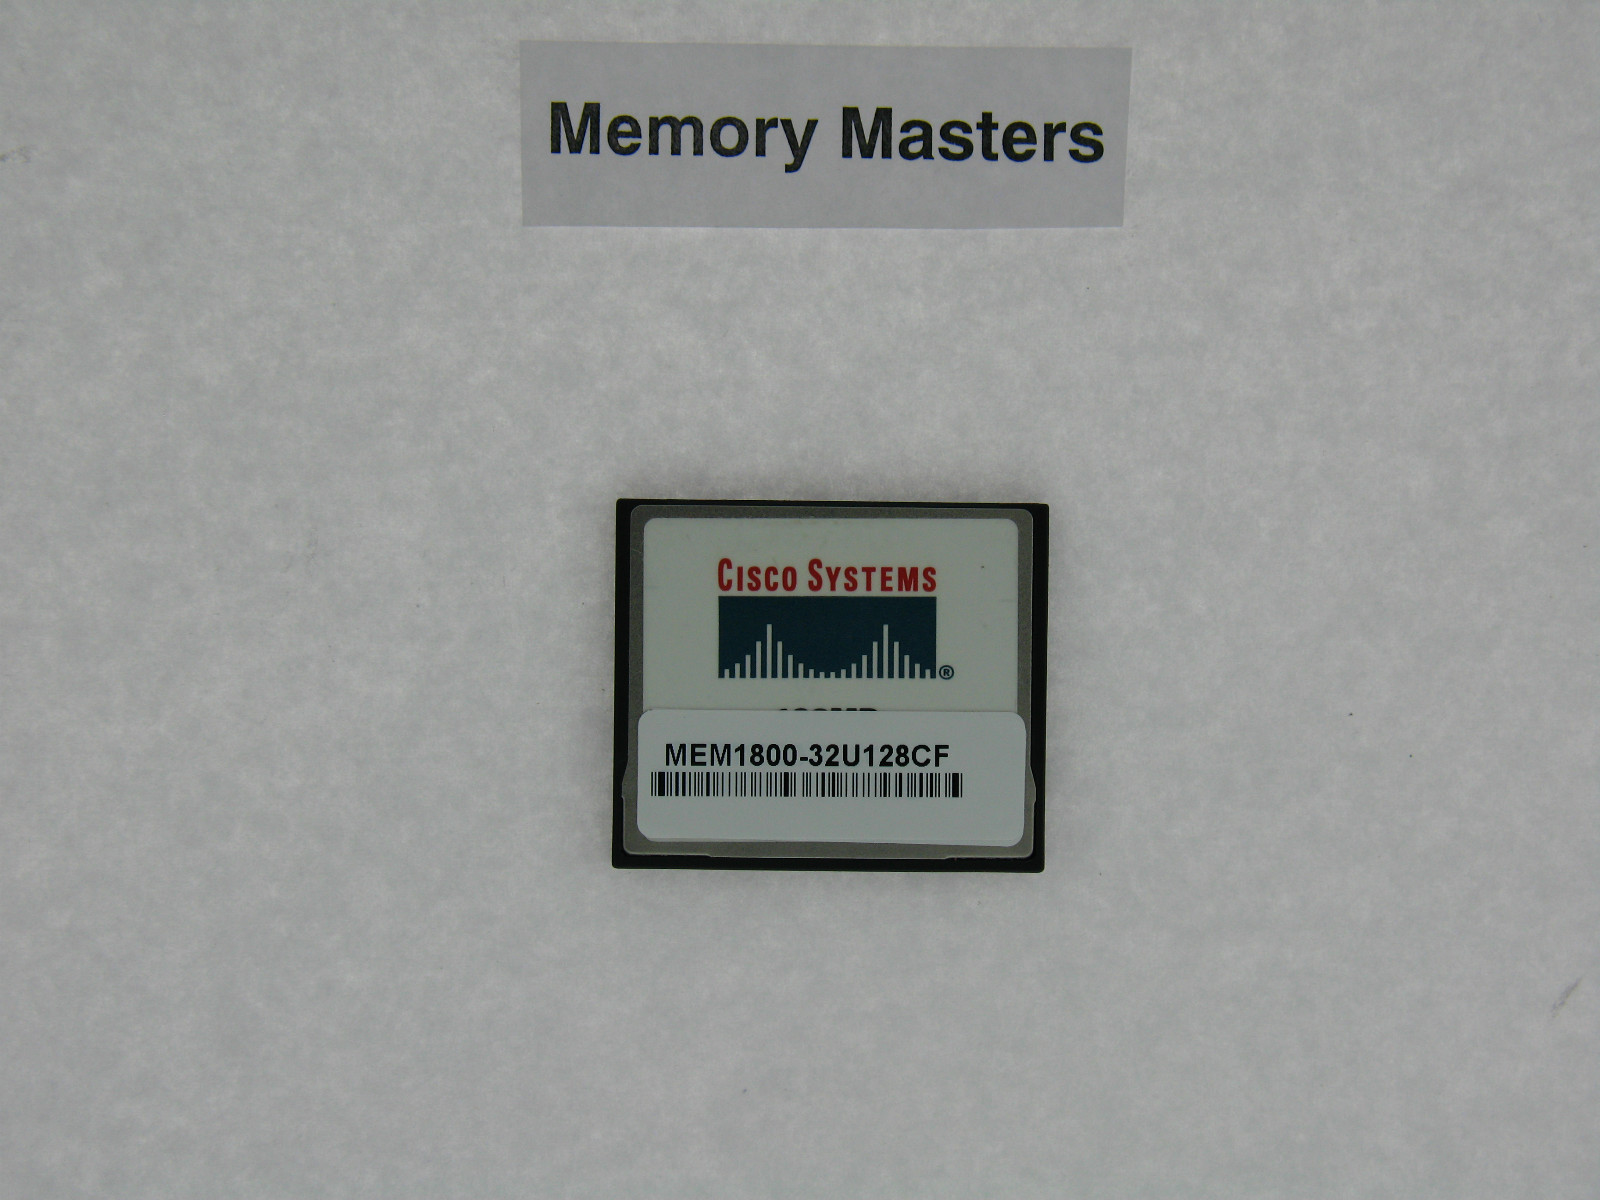 Memory Masters
CISCO SYSTEMS
®
MEM1800-32U128CF